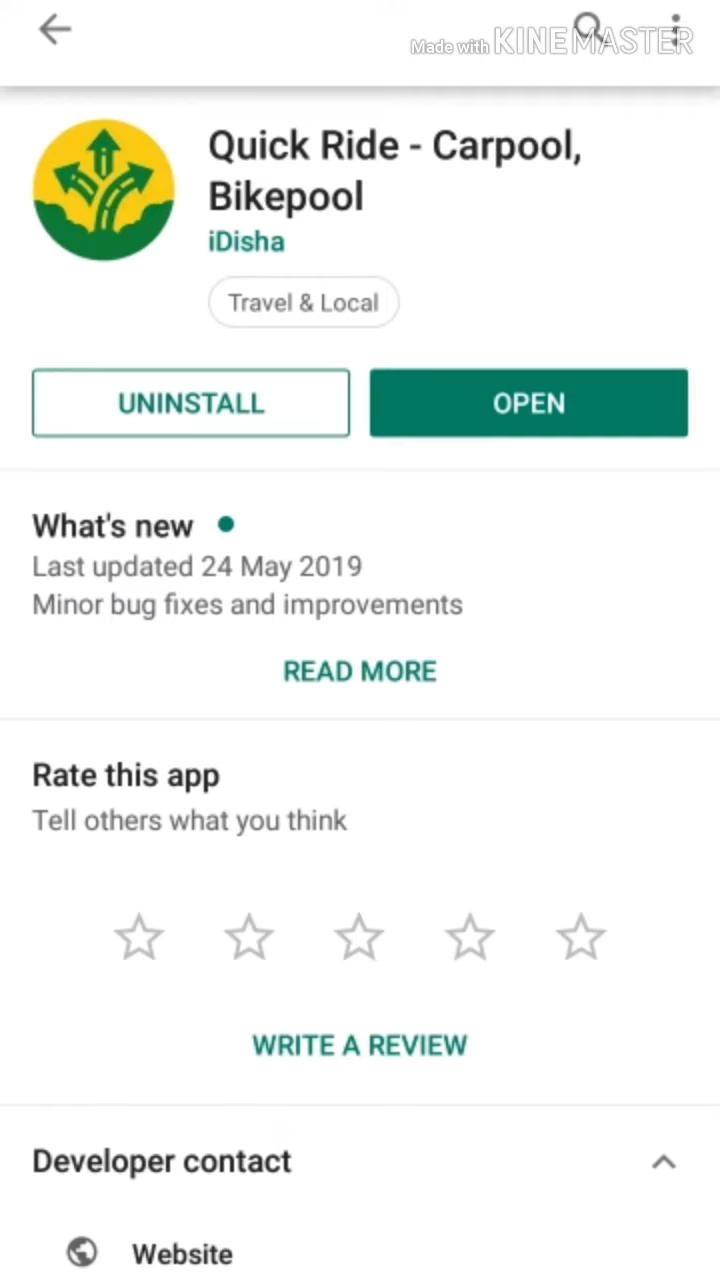 Made with KINEMASTER
Quick Ride - Carpool,
Bikepool
iDisha
Travel & Local
UNINSTALL
OPEN
What's new
Last updated 24 May 2019
Minor bug fixes and improvements
READ MORE
Rate this app
Tell others what you think
WRITE A REVIEW
Developer contact
Website